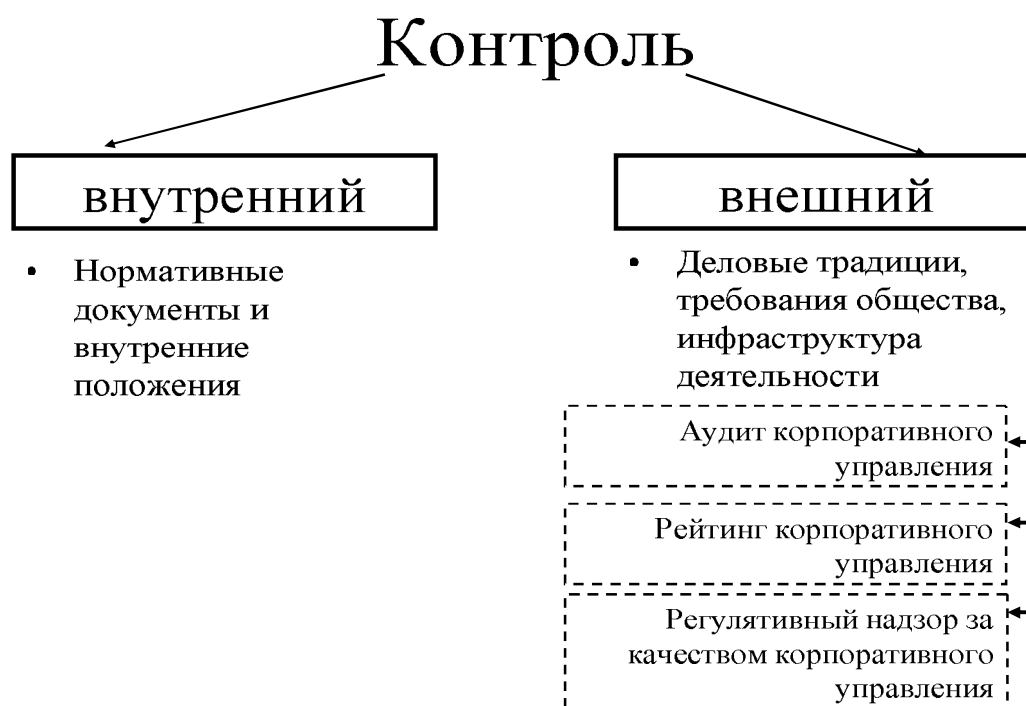 Контроль
внутренний
• Нормативные
документы и
внутренние
положения
внешний
• Деловые традиции,
требования общества,
инфраструктура
деятельности
Аудит корпоративного
управления
Рейтинг корпоративного
управления
Регулятивный надзор за
качеством корпоративного
управления